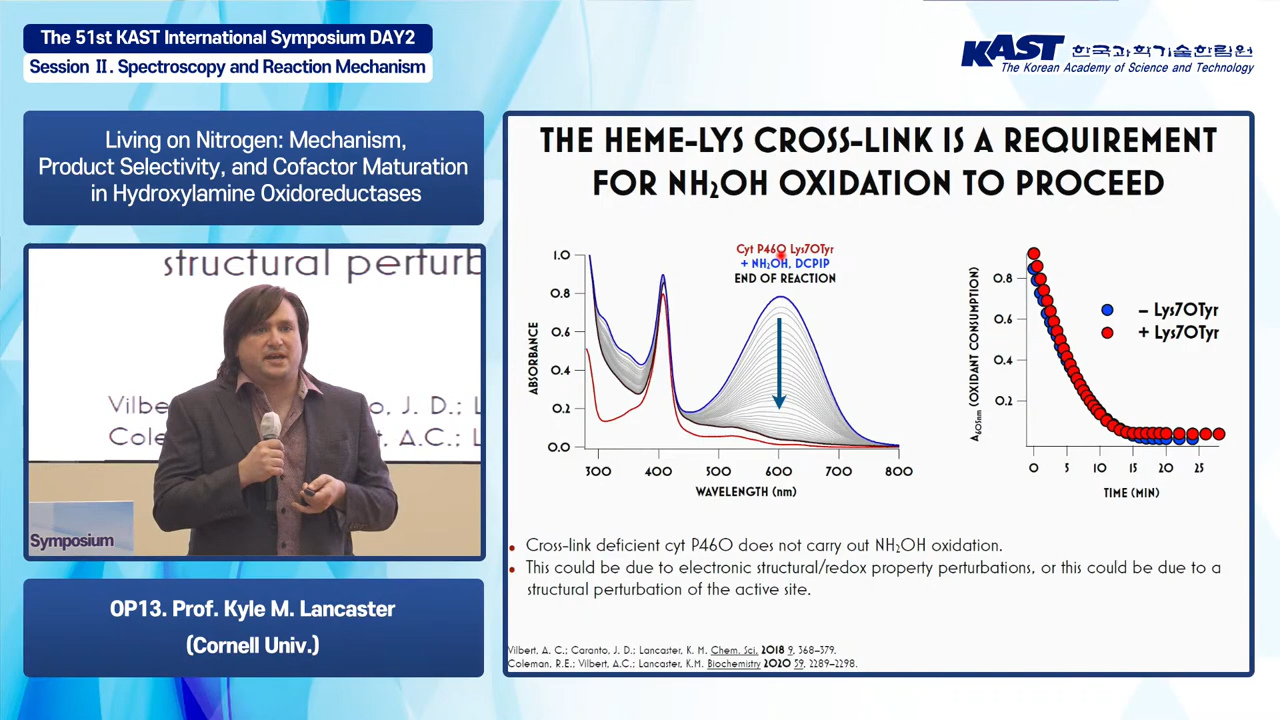 The 51st KAST International Symposium DAY2
Session Ⅱ. Spectroscopy and Reaction Mechanism
KAST 한국과학기술한림원
The Korean Academy of Science and Technology
Living on Nitrogen: Mechanism,
Product Selectivity, and Cofactor Maturation
in Hydroxylamine Oxidoreductases
structural perturb
Vilbe
o, J. D.; L
Cole
t, A.C.; L
Symposium
OP13. Prof. Kyle M. Lancaster
(Cornell Univ.)
THE HEME-LYS CROSS-LINK IS A REQUIREMENT
FOR NH₂OH OXIDATION TO PROCEED
Cyt P460 Lys70Tyr
+ NH₂OH, DCPIP
END OF REACTION
ABSORBANCE
1.0
0.8
0.6
0.4
0.2
0.0
300 400 500 600 700 800
WAVELENGTH (nm)
A₆₀₅ₙₘ (OXIDANT CONSUMPTION)
0.8
0.6
0.4
0.2
– Lys70Tyr
+ Lys70Tyr
0 5 10 15 20 25
TIME (MIN)
• Cross-link deficient cyt P460 does not carry out NH₂OH oxidation.
• This could be due to electronic structural/redox property perturbations, or this could be due to a
structural perturbation of the active site.
Vilbert, A. C.; Caranto, J. D.; Lancaster, K. M. Chem. Sci. 2018 9, 368–379.
Coleman, R.E.; Vilbert, A.C.; Lancaster, K.M. Biochemistry 2020 59, 2289–2298.